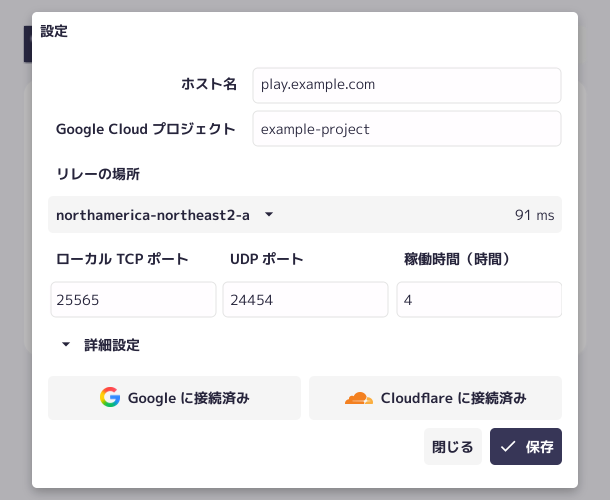 設定
ホスト名 play.example.com
Google Cloud プロジェクト example-project
リレーの場所
northamerica-northeast2-a 91 ms
ローカル TCP ポート UDP ポート 稼働時間（時間）
25565 24454 4
詳細設定
Google に接続済み Cloudflare に接続済み
閉じる 保存